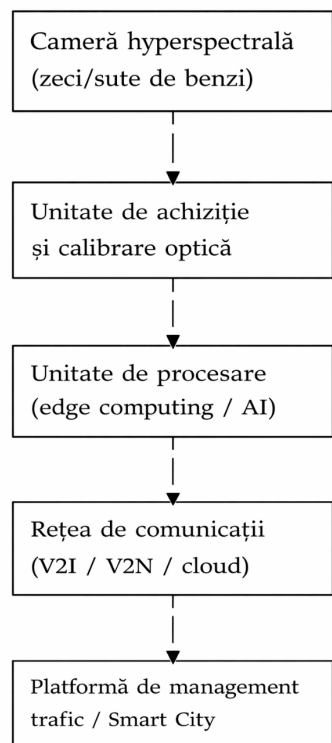 Cameră hyperspectrală
(zeci/sute de benzi)
Unitate de achiziție
și calibrare optică
Unitate de procesare
(edge computing / AI)
Rețea de comunicații
(V2I / V2N / cloud)
Platformă de management
trafic / Smart City